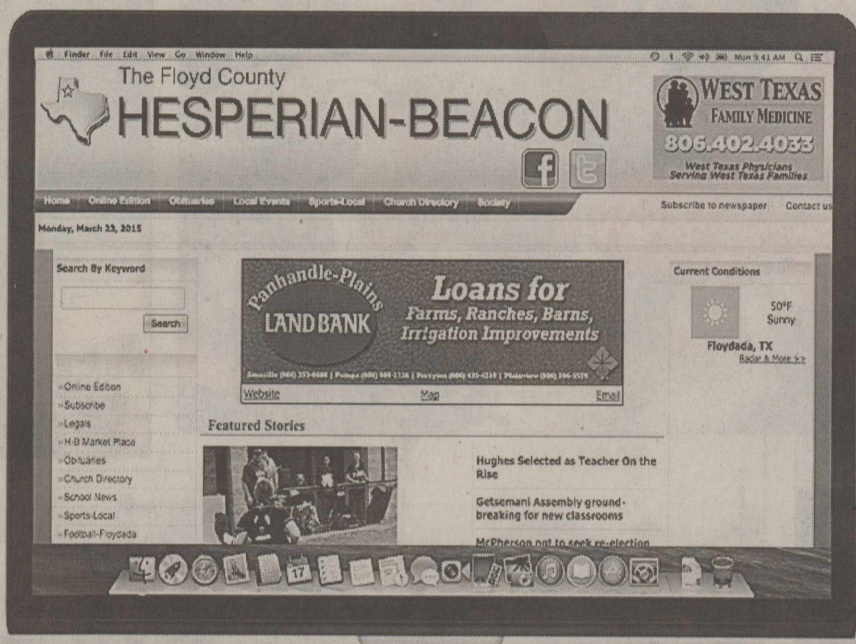 Finder File Edit View Go Window Help
Mon 9:41 AM
The Floyd County
HESPERIAN-BEACON
f t
WEST TEXAS
FAMILY MEDICINE
806.402.4033
West Texas Physicians
Serving West Texas Families
Home Online Edition Obituaries Local Events Sports-Local Church Directory Society
Subscribe to newspaper Contact us
Monday, March 23, 2015
Search By Keyword
Search
»Online Edition
»Subscribe
»Legals
»H-B Market Place
»Obituaries
»Church Directory
»School News
»Sports-Local
»Football-Floydada
Panhandle-Plains
LAND BANK
Loans for
Farms, Ranches, Barns,
Irrigation Improvements
Website Map Email
Featured Stories
Hughes Selected as Teacher On the
Rise
Getsemani Assembly ground-
breaking for new classrooms
McPherson not to seek re-election
Current Conditions
50°F
Sunny
Floydada, TX
Radar & More >>
17